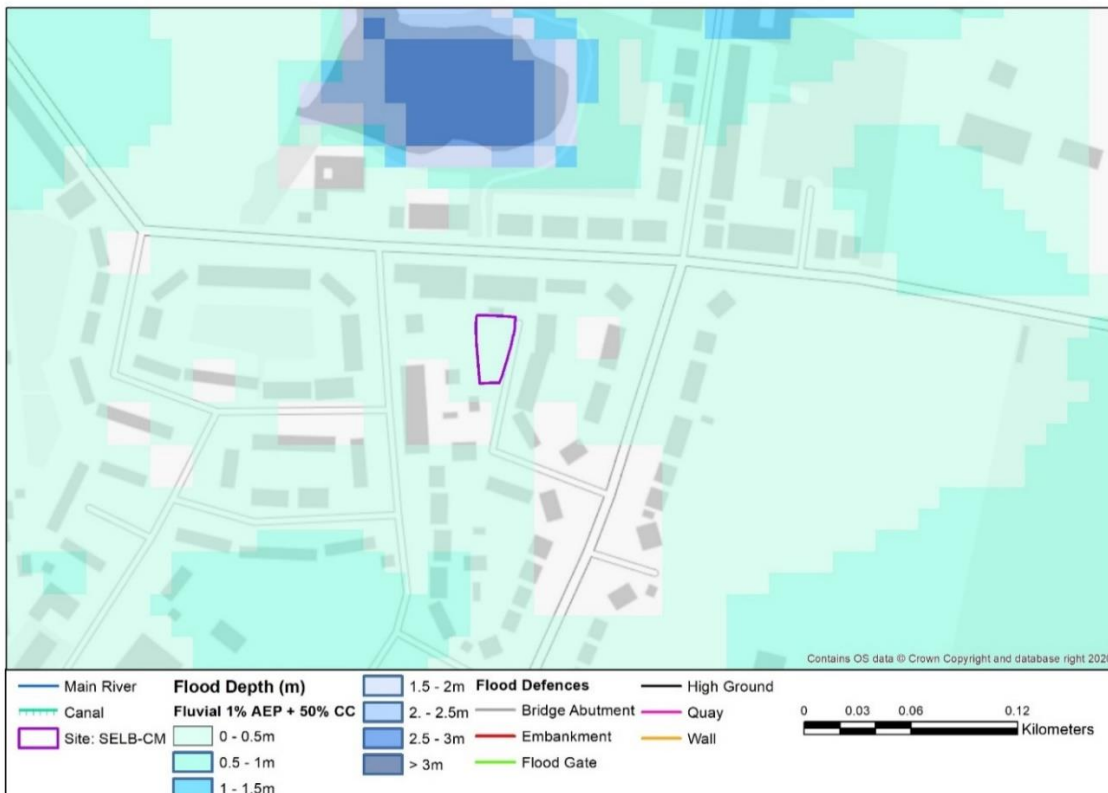 Contains OS data © Crown Copyright and database right 2020
Main River
Canal
Site: SELB-CM
Flood Depth (m)
Fluvial 1% AEP + 50% CC
0 - 0.5m
0.5 - 1m
1 - 1.5m
1.5 - 2m
2. - 2.5m
2.5 - 3m
> 3m
Flood Defences
Bridge Abutment
Embankment
Flood Gate
High Ground
Quay
Wall
0 0.03 0.06 0.12
Kilometers